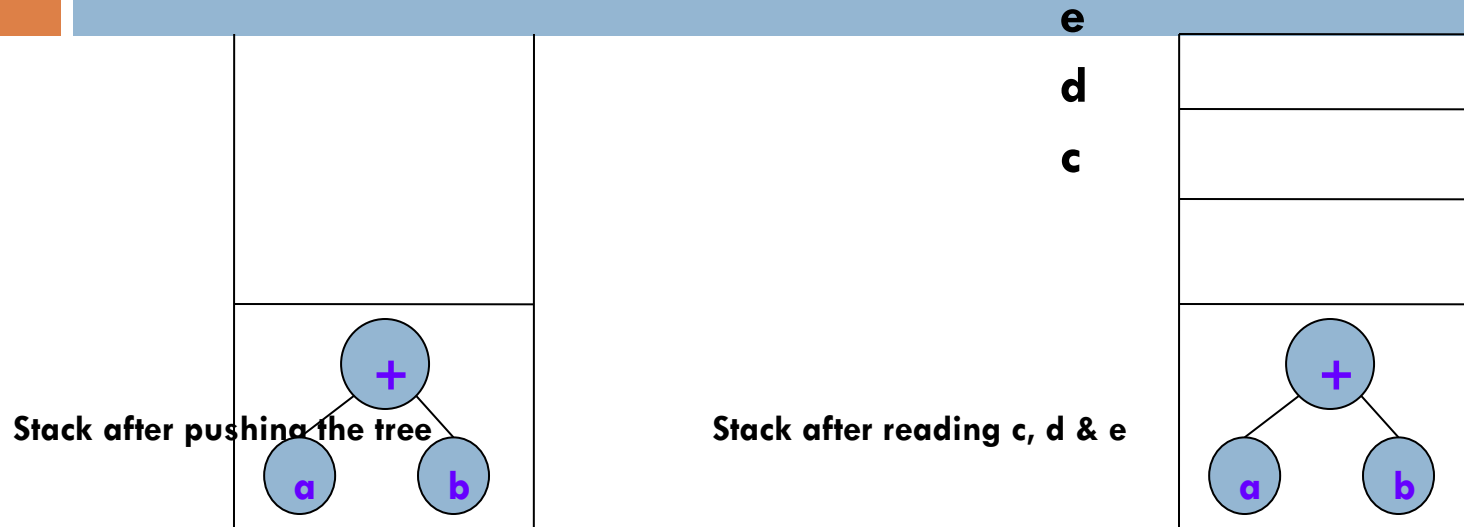 e
d
c
+
+
Stack after pushing the tree
Stack after reading c, d & e
a
b
a
b